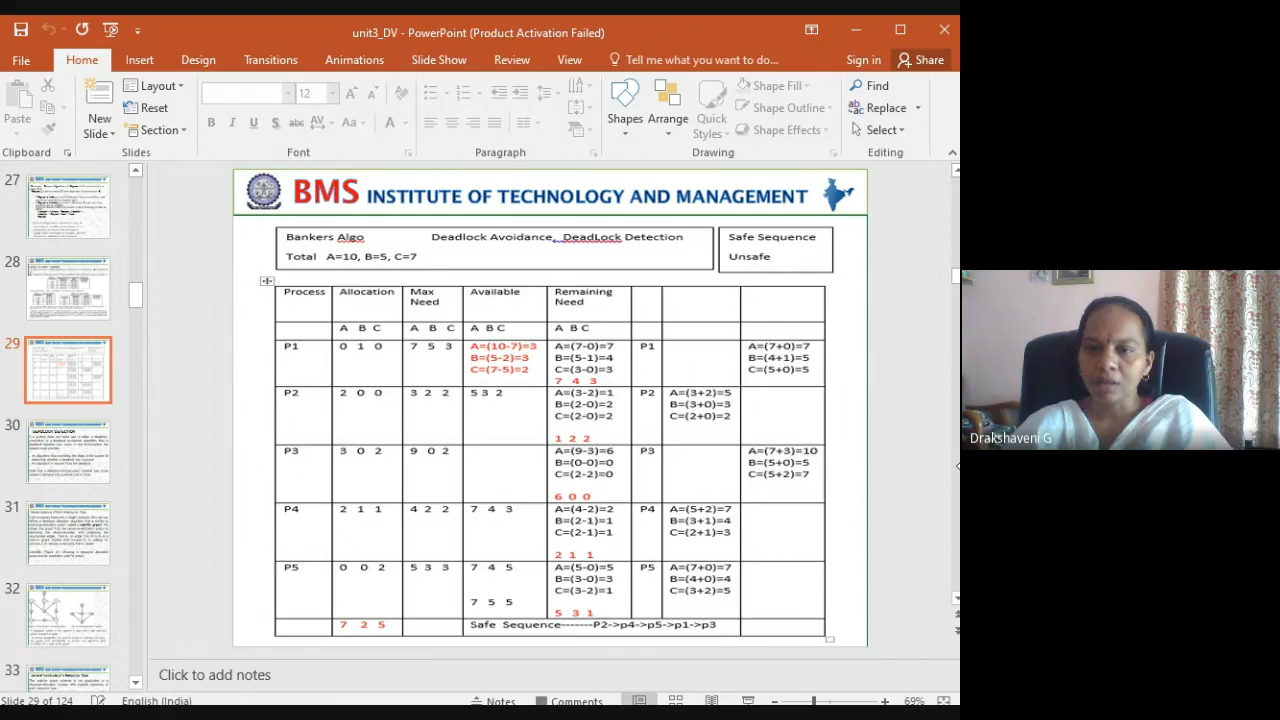 unit3_DV - PowerPoint (Product Activation Failed)
File Home Insert Design Transitions Animations Slide Show Review View Tell me what you want to do... Sign in Share
Paste New Slide Layout Reset Section 12 Shapes Arrange Quick Styles Shape Fill Shape Outline Shape Effects Find Replace Select
B I U S abc AV Aa A
Clipboard Slides Font Paragraph Drawing Editing
27
28
29
30
31
32
33
BMS INSTITUTE OF TECHNOLOGY AND MANAGEMENT
Bankers Algo Deadlock Avoidance, DeadLock Detection
Total A=10, B=5, C=7
Safe Sequence
Unsafe
Process Allocation Max Need Available Remaining Need
A B C A B C A B C A B C
P1 0 1 0 7 5 3 A=(10-7)=3 A=(7-0)=7 P1 A=(7+0)=7
B=(5-2)=3 B=(5-1)=4 B=(4+1)=5
C=(7-5)=2 C=(3-0)=3 C=(5+0)=5
7 4 3
P2 2 0 0 3 2 2 5 3 2 A=(3-2)=1 P2 A=(3+2)=5
B=(2-0)=2 B=(3+0)=3
C=(2-0)=2 C=(2+0)=2
1 2 2
P3 3 0 2 9 0 2 A=(9-3)=6 P3 A=(7+3)=10
B=(0-0)=0 B=(5+0)=5
C=(2-2)=0 C=(5+2)=7
6 0 0
P4 2 1 1 4 2 2 7 4 3 A=(4-2)=2 P4 A=(5+2)=7
B=(2-1)=1 B=(3+1)=4
C=(2-1)=1 C=(2+1)=3
2 1 1
P5 0 0 2 5 3 3 7 4 5 A=(5-0)=5 P5 A=(7+0)=7
B=(3-0)=3 B=(4+0)=4
C=(3-2)=1 C=(3+2)=5
7 5 5
5 3 1
7 2 5 Safe Sequence-------P2->p4->p5->p1->p3
Drakshaveni G
Click to add notes
Slide 29 of 124 English (India) Notes Comments 69%